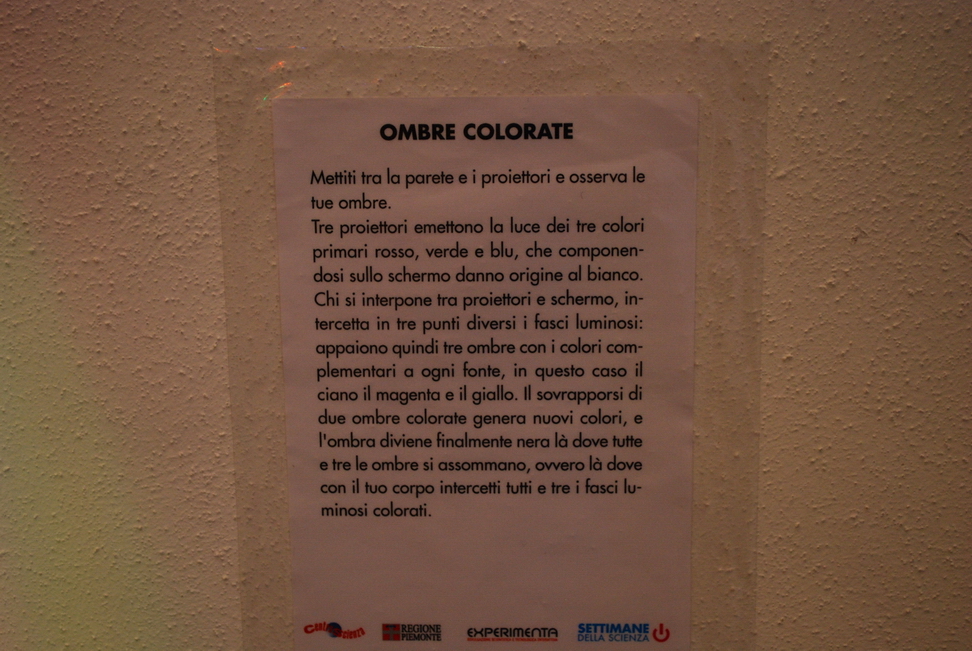 OMBRE COLORATE
Mettiti tra la parete e i proiettori e osserva le
tue ombre.
Tre proiettori emettono la luce dei tre colori
primari rosso, verde e blu, che componen-
dosi sullo schermo danno origine al bianco.
Chi si interpone tra proiettori e schermo, in-
tercetta in tre punti diversi i fasci luminosi:
appaiono quindi tre ombre con i colori com-
plementari a ogni fonte, in questo caso il
ciano il magenta e il giallo. Il sovrapporsi di
due ombre colorate genera nuovi colori, e
l'ombra diviene finalmente nera là dove tutte
e tre le ombre si assommano, ovvero là dove
con il tuo corpo intercetti tutti e tre i fasci lu-
minosi colorati.
REGIONE
PIEMONTE
EXPERIMENTA
SETTIMANE
DELLA SCIENZA